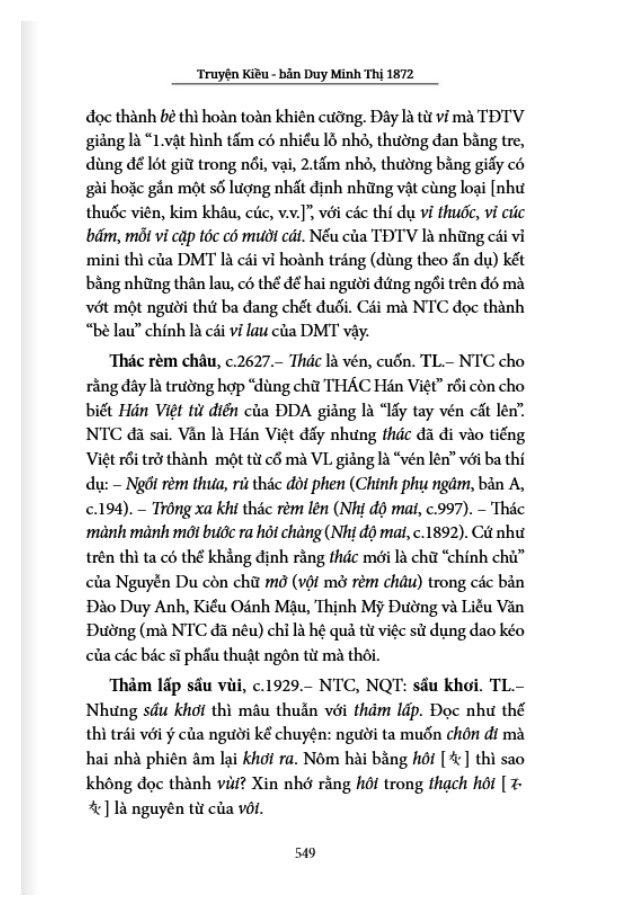 Truyện Kiều - bản Duy Minh Thị 1872
đọc thành bè thì hoàn toàn khiên cưỡng. Đây là từ vỉ mà TĐTV
giảng là “1.vật hình tấm có nhiều lỗ nhỏ, thường đan bằng tre,
dùng để lót giữ trong nồi, vại, 2.tấm nhỏ, thường bằng giấy có
gài hoặc gắn một số lượng nhất định những vật cùng loại [như
thuốc viên, kim khâu, cúc, v.v.]”, với các thí dụ vỉ thuốc, vỉ cúc
bấm, mỗi vỉ cặp tóc có mười cái. Nếu của TĐTV là những cái vỉ
mini thì của DMT là cái vỉ hoành tráng (dùng theo ẩn dụ) kết
bằng những thân lau, có thể để hai người đứng ngồi trên đó mà
vớt một người thứ ba đang chết đuối. Cái mà NTC đọc thành
“bè lau” chính là cái vỉ lau của DMT vậy.
Thác rèm châu, c.2627.– Thác là vén, cuốn. TL.– NTC cho
rằng đây là trường hợp “dùng chữ THÁC Hán Việt” rồi còn cho
biết Hán Việt từ điển của ĐDA giảng là “lấy tay vén cất lên”.
NTC đã sai. Vẫn là Hán Việt đấy nhưng thác đã đi vào tiếng
Việt rồi trở thành một từ cổ mà VL giảng là “vén lên” với ba thí
dụ: – Ngồi rèm thưa, rủ thác đòi phen (Chinh phụ ngâm, bản A,
c.194). – Trông xa khi thác rèm lên (Nhị độ mai, c.997). – Thác
mành mành mới bước ra hỏi chàng (Nhị độ mai, c.1892). Cứ như
trên thì ta có thể khẳng định rằng thác mới là chữ “chính chủ”
của Nguyễn Du còn chữ mở (vội mở rèm châu) trong các bản
Đào Duy Anh, Kiều Oánh Mậu, Thịnh Mỹ Đường và Liễu Văn
Đường (mà NTC đã nêu) chỉ là hệ quả từ việc sử dụng dao kéo
của các bác sĩ phẩu thuật ngôn từ mà thôi.
Thảm lấp sầu vùi, c.1929.– NTC, NQT: sầu khơi. TL.–
Nhưng sầu khơi thì mâu thuẫn với thảm lấp. Đọc như thế
thì trái với ý của người kể chuyện: người ta muốn chôn đi mà
hai nhà phiên âm lại khơi ra. Nôm hài bằng hôi [] thì sao
không đọc thành vùi? Xin nhớ rằng hôi trong thạch hôi [
] là nguyên từ của vôi.
549